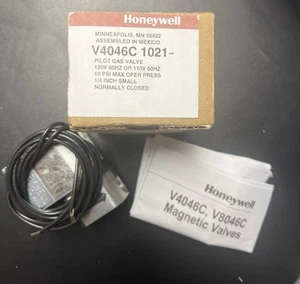 Honeywell
MINNEAPOLIS, MN 55422
ASSEMBLED IN MEXICO
V4046C 1021-
PILOT GAS VALVE
120V 60HZ OR 110V 50HZ
10 PSI MAX OPER PRESS
1/4 INCH SMALL
NORMALLY CLOSED
Honeywell
V4046C, V8046C
Magnetic Valves